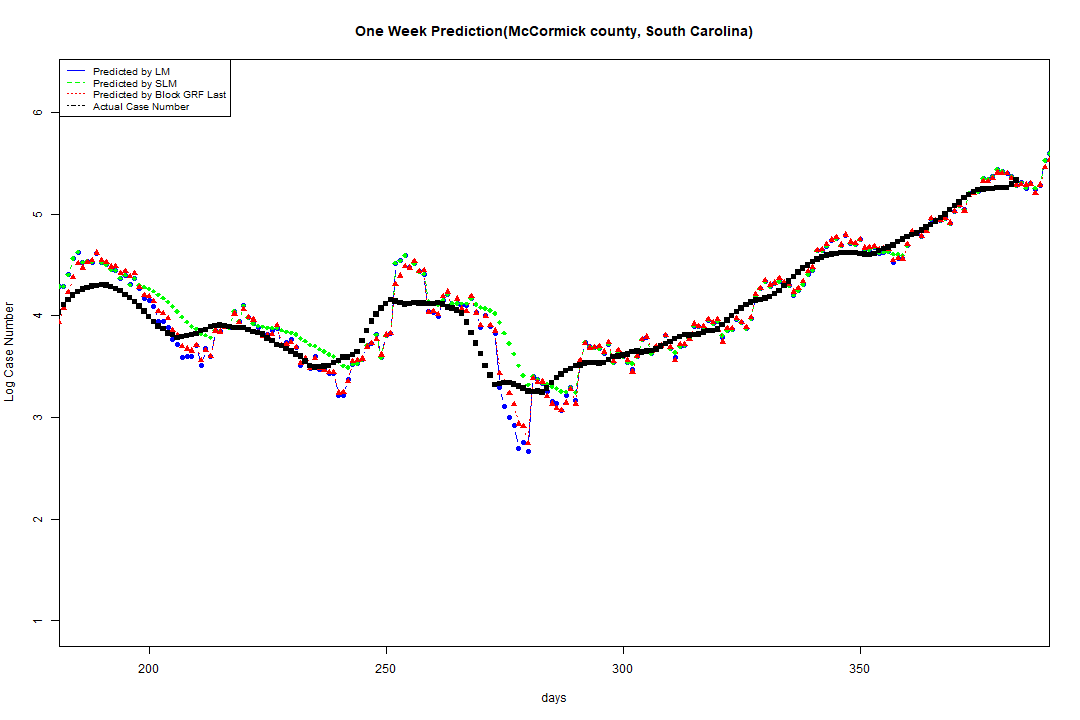 One Week Prediction(McCormick county, South Carolina)
Predicted by LM
Predicted by SLM
Predicted by Block GRF Last
Actual Case Number
6
5
4
3
2
1
Log Case Number
200 250 300 350
days